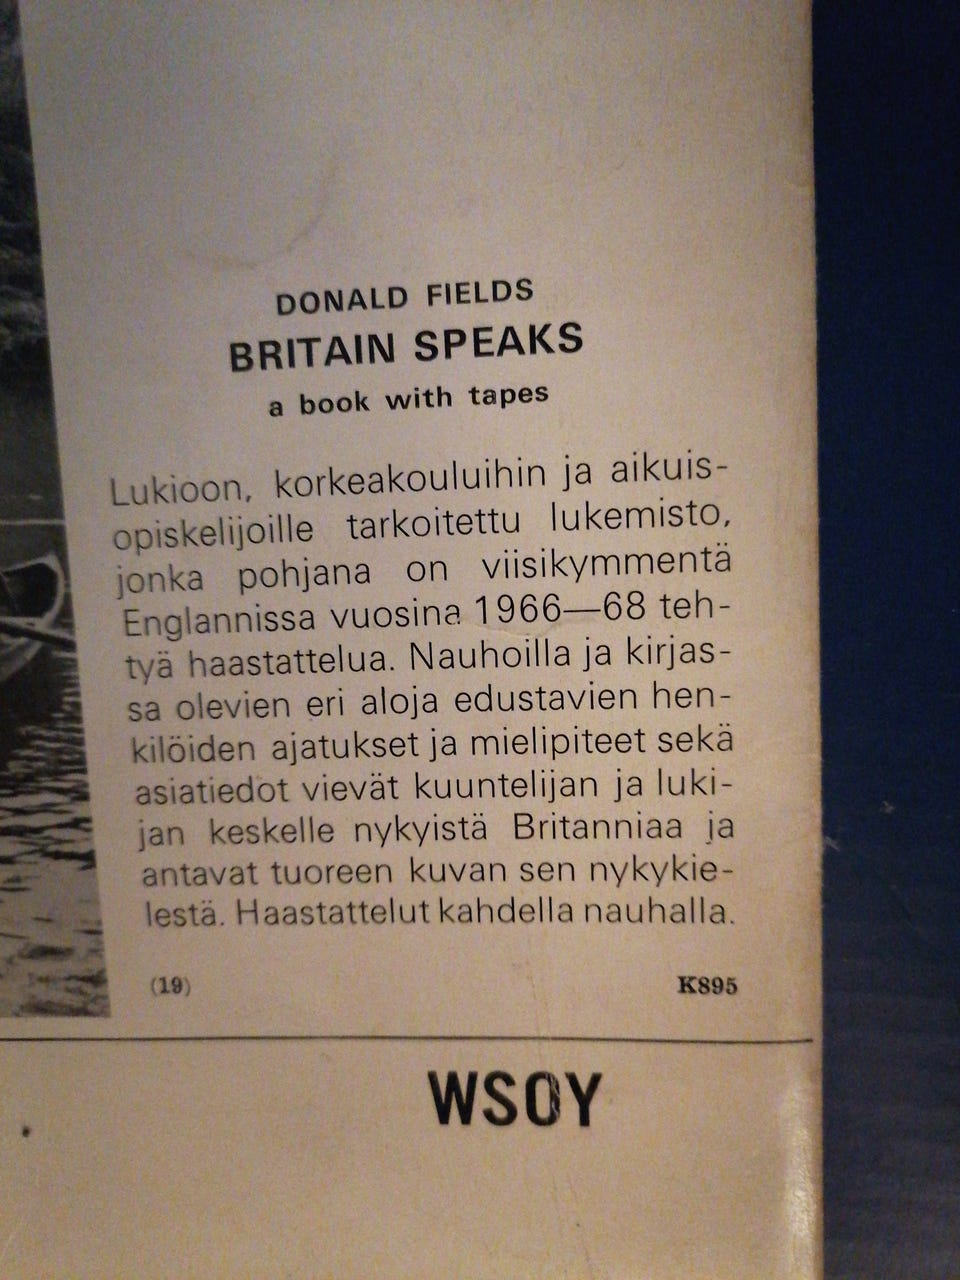 DONALD FIELDS
BRITAIN SPEAKS
a book with tapes
Lukioon, korkeakouluihin ja aikuis-
opiskelijoille tarkoitettu lukemisto,
jonka pohjana on viisikymmentä
Englannissa vuosina 1966—68 teh-
tyä haastattelua. Nauhoilla ja kirjas-
sa olevien eri aloja edustavien hen-
kilöiden ajatukset ja mielipiteet sekä
asiatiedot vievät kuuntelijan ja luki-
jan keskelle nykyistä Britanniaa ja
antavat tuoreen kuvan sen nykykie-
lestä. Haastattelut kahdella nauhalla.
(19) K895
WSOY